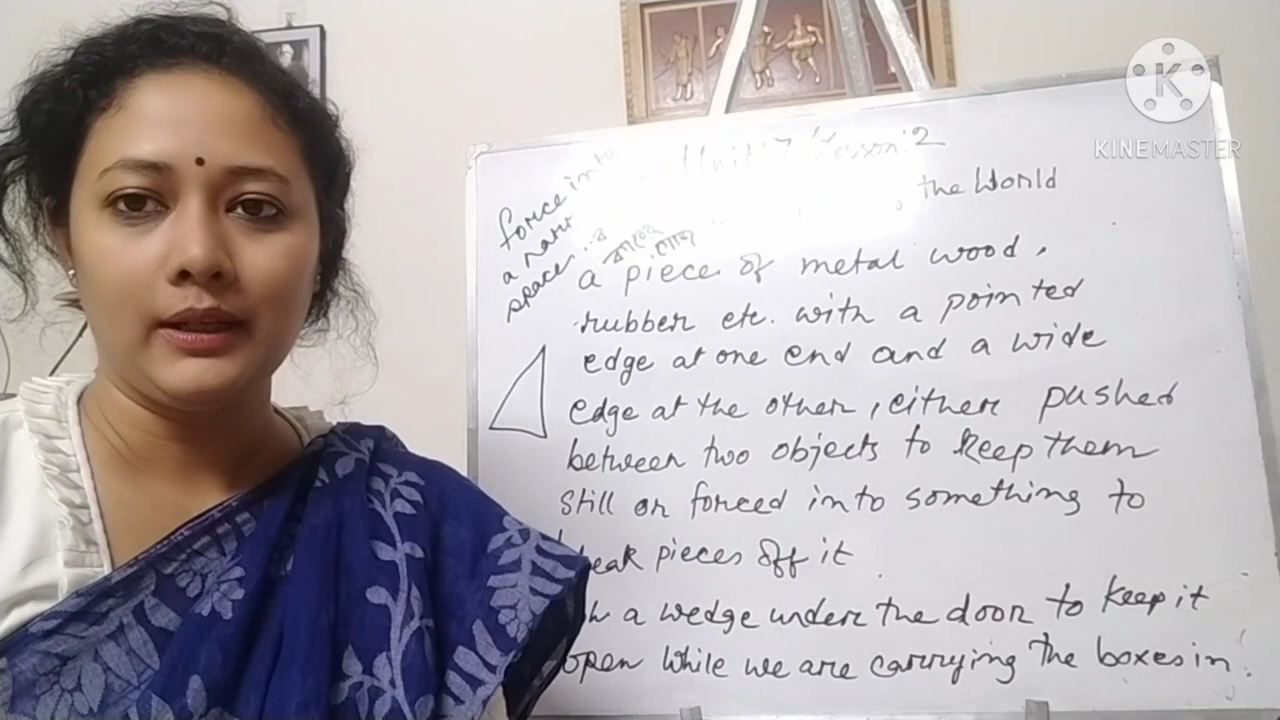 Unit: 7 Lesson: 2
the World
force into
a narr
space.
a piece of metal wood,
rubber etc. with a pointed
edge at one end and a wide
edge at the other, either pushed
between two objects to keep them
still or forced into something to
eak pieces off it
a wedge under the door to keep it
open while we are carrying the boxes in.
KINEMASTER